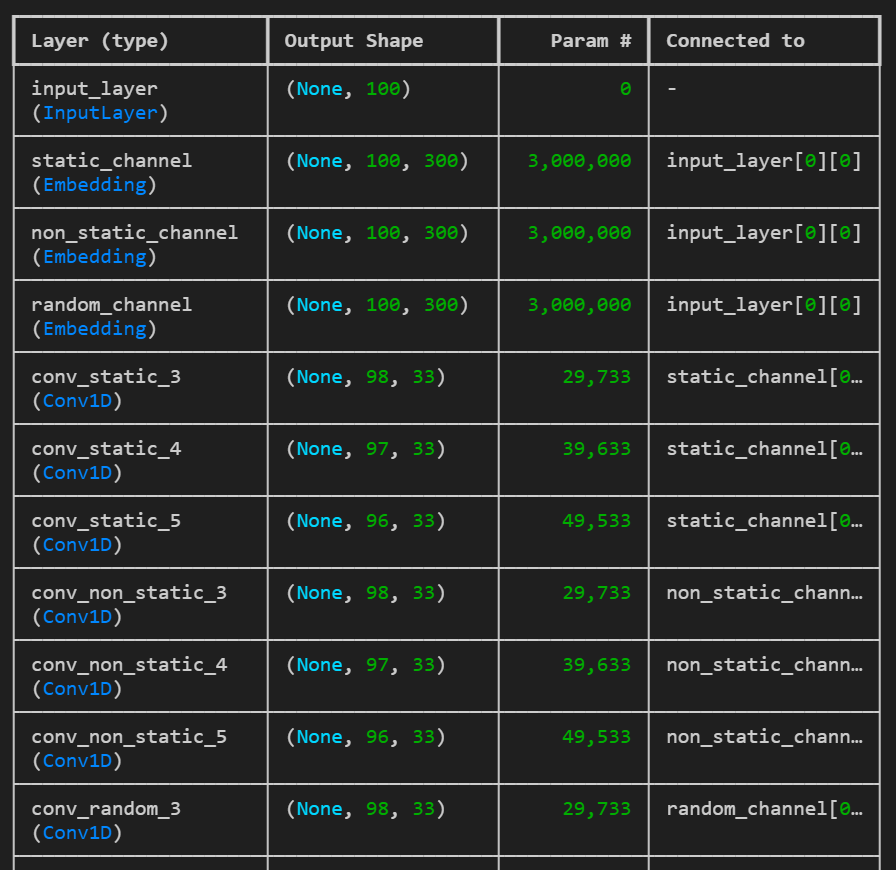 Layer (type) Output Shape Param # Connected to
input_layer (None, 100) 0 -
(InputLayer)
static_channel (None, 100, 300) 3,000,000 input_layer[0][0]
(Embedding)
non_static_channel (None, 100, 300) 3,000,000 input_layer[0][0]
(Embedding)
random_channel (None, 100, 300) 3,000,000 input_layer[0][0]
(Embedding)
conv_static_3 (None, 98, 33) 29,733 static_channel[0…
(Conv1D)
conv_static_4 (None, 97, 33) 39,633 static_channel[0…
(Conv1D)
conv_static_5 (None, 96, 33) 49,533 static_channel[0…
(Conv1D)
conv_non_static_3 (None, 98, 33) 29,733 non_static_chann…
(Conv1D)
conv_non_static_4 (None, 97, 33) 39,633 non_static_chann…
(Conv1D)
conv_non_static_5 (None, 96, 33) 49,533 non_static_chann…
(Conv1D)
conv_random_3 (None, 98, 33) 29,733 random_channel[0…
(Conv1D)